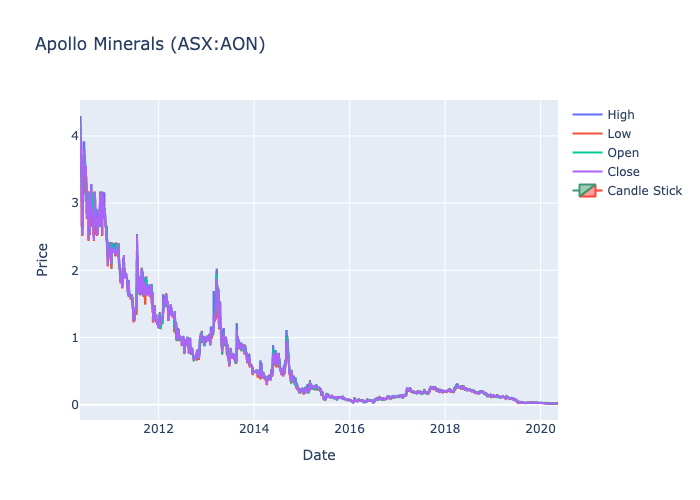 Apollo Minerals (ASX:AON)
High
Low
Open
Close
Candle Stick
Price
4
3
2
1
0
2012 2014 2016 2018 2020
Date